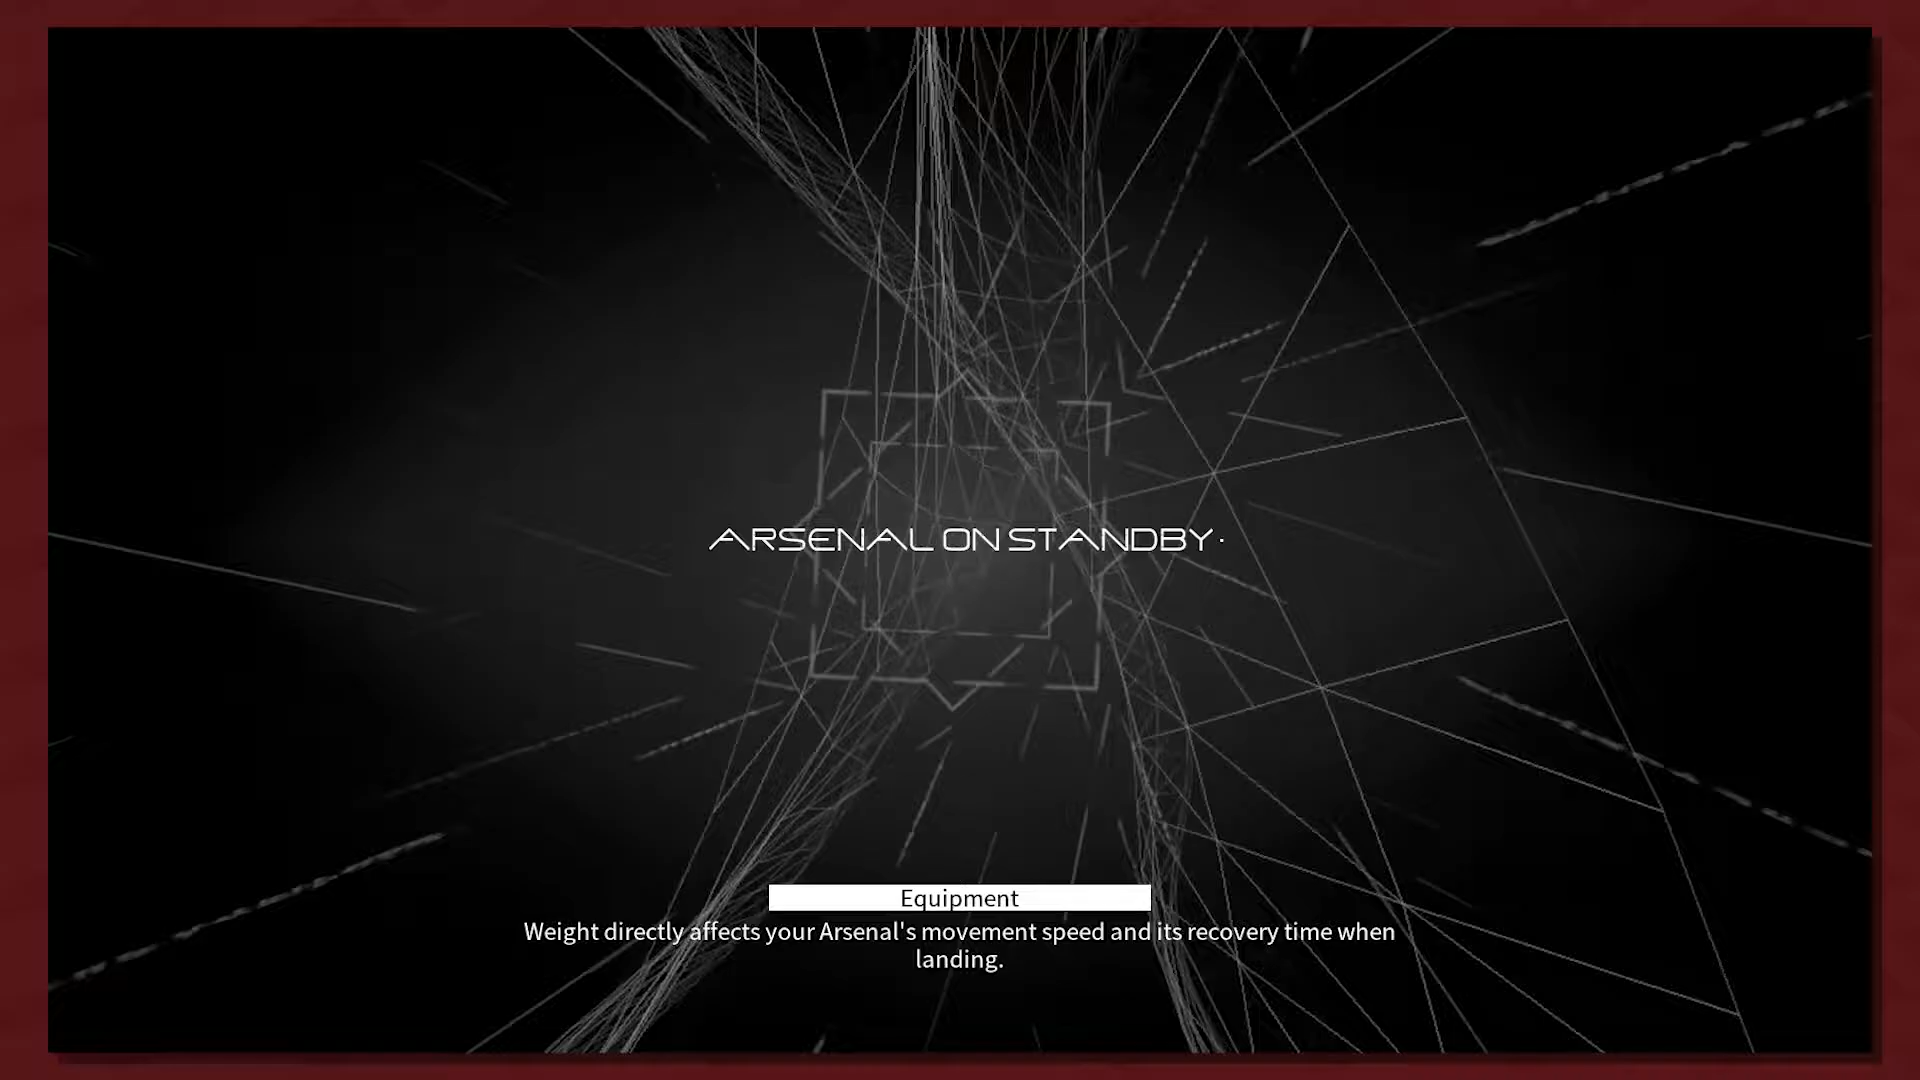 ARSENAL ON STANDBY.
Equipment
Weight directly affects your Arsenal's movement speed and its recovery time when
landing.